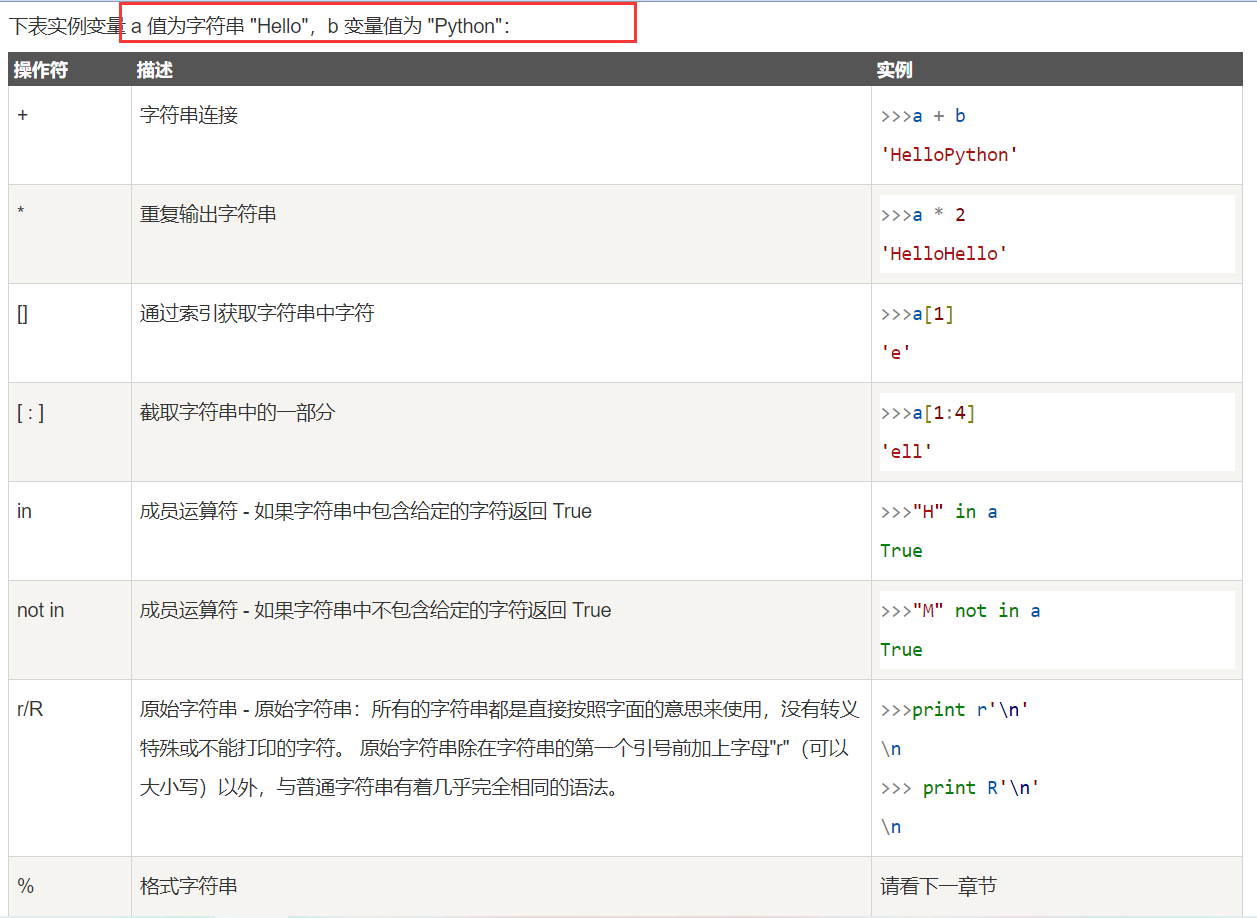 下表实例变量 a 值为字符串 "Hello"，b 变量值为 "Python"：
操作符 描述 实例
+ 字符串连接 >>>a + b
'HelloPython'
* 重复输出字符串 >>>a * 2
'HelloHello'
[] 通过索引获取字符串中字符 >>>a[1]
'e'
[ : ] 截取字符串中的一部分 >>>a[1:4]
'ell'
in 成员运算符 - 如果字符串中包含给定的字符返回 True >>>"H" in a
True
not in 成员运算符 - 如果字符串中不包含给定的字符返回 True >>>"M" not in a
True
r/R 原始字符串 - 原始字符串：所有的字符串都是直接按照字面的意思来使用，没有转义 >>>print r'\n'
特殊或不能打印的字符。 原始字符串除在字符串的第一个引号前加上字母"r"（可以 \n
大小写）以外，与普通字符串有着几乎完全相同的语法。 >>> print R'\n'
\n
% 格式字符串 请看下一章节